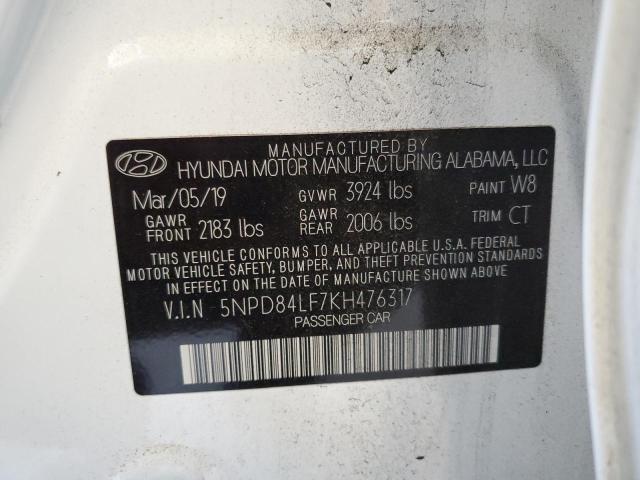 MANUFACTURED BY
HYUNDAI MOTOR MANUFACTURING ALABAMA, LLC
Mar/05/19 GVWR 3924 lbs PAINT W8
GAWR FRONT 2183 lbs GAWR REAR 2006 lbs TRIM CT
THIS VEHICLE CONFORMS TO ALL APPLICABLE U.S.A. FEDERAL
MOTOR VEHICLE SAFETY, BUMPER, AND THEFT PREVENTION STANDARDS
IN EFFECT ON THE DATE OF MANUFACTURE SHOWN ABOVE.
V.I.N 5NPD84LF7KH476317
PASSENGER CAR